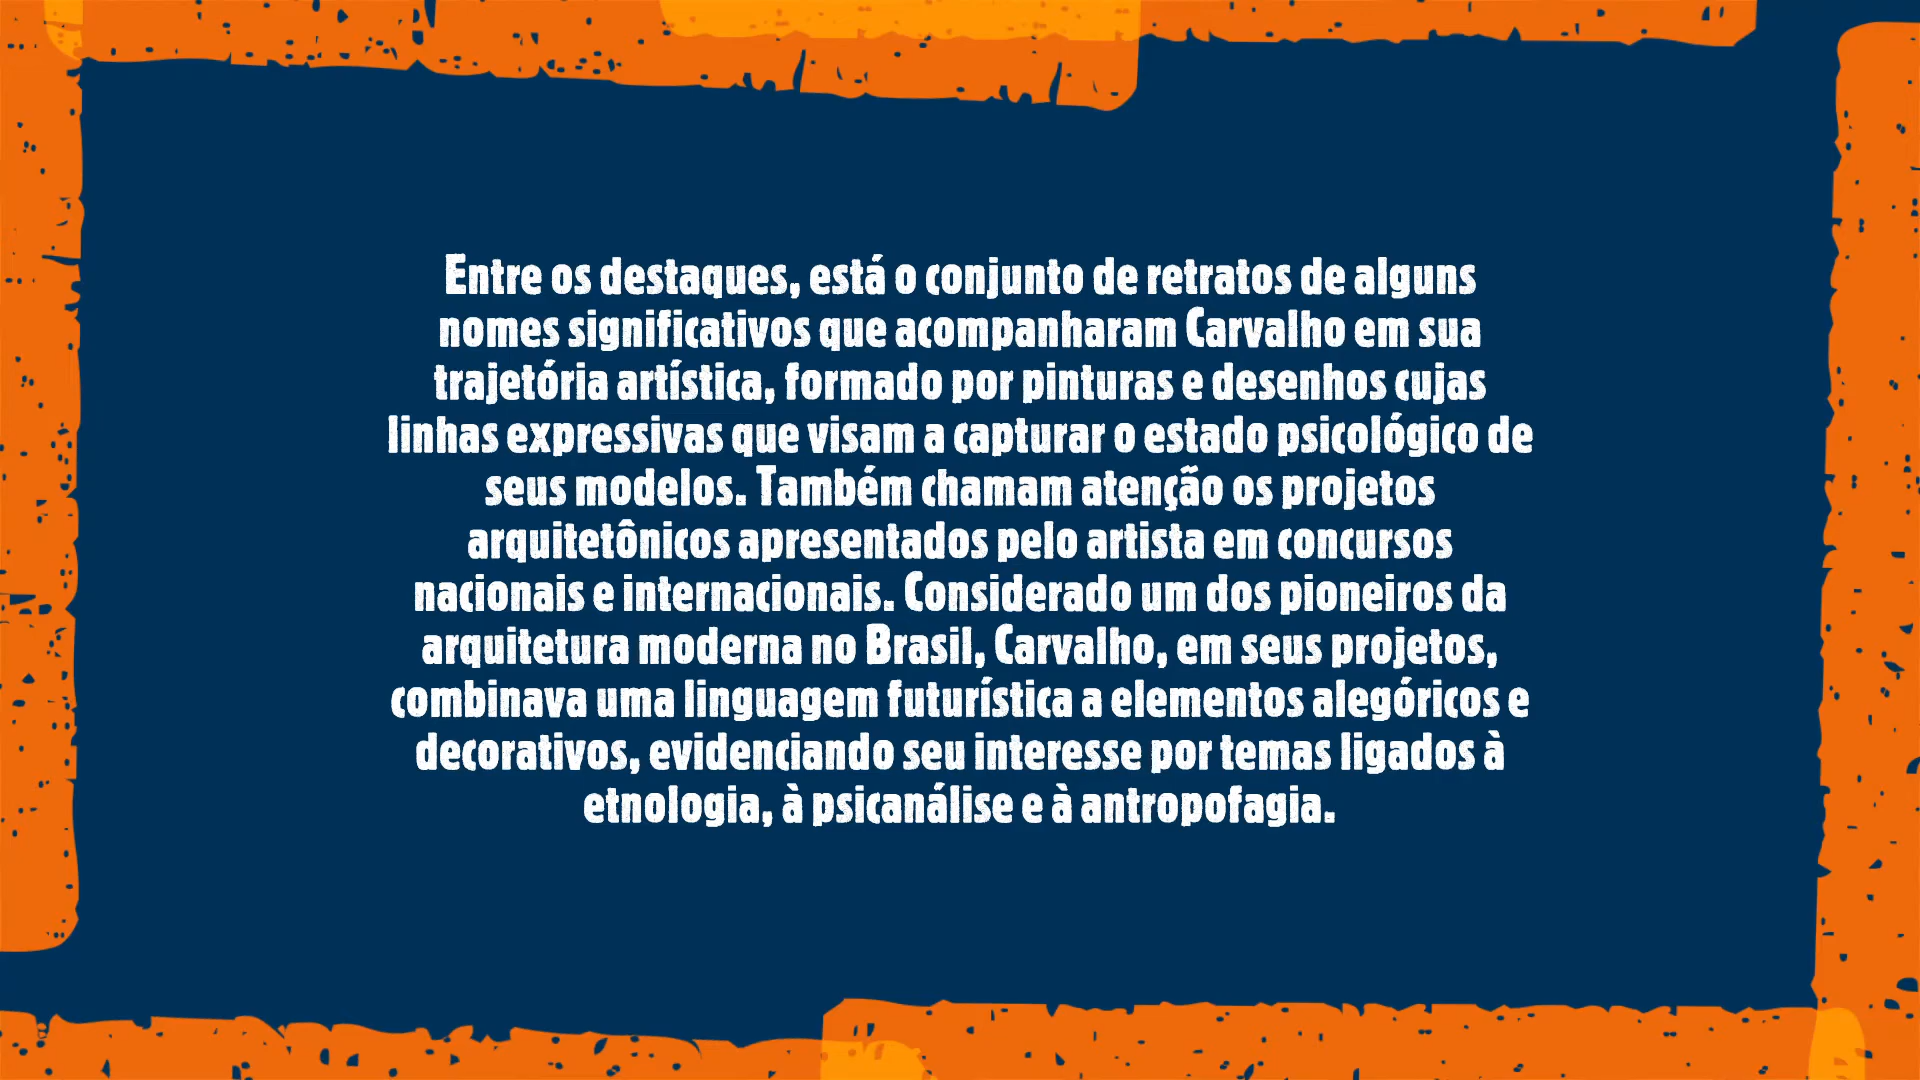 Entre os destaques, está o conjunto de retratos de alguns
nomes significativos que acompanharam Carvalho em sua
trajetória artística, formado por pinturas e desenhos cujas
linhas expressivas que visam a capturar o estado psicológico de
seus modelos. Também chamam atenção os projetos
arquitetônicos apresentados pelo artista em concursos
nacionais e internacionais. Considerado um dos pioneiros da
arquitetura moderna no Brasil, Carvalho, em seus projetos,
combinava uma linguagem futurística a elementos alegóricos e
decorativos, evidenciando seu interesse por temas ligados à
etnologia, à psicanálise e à antropofagia.